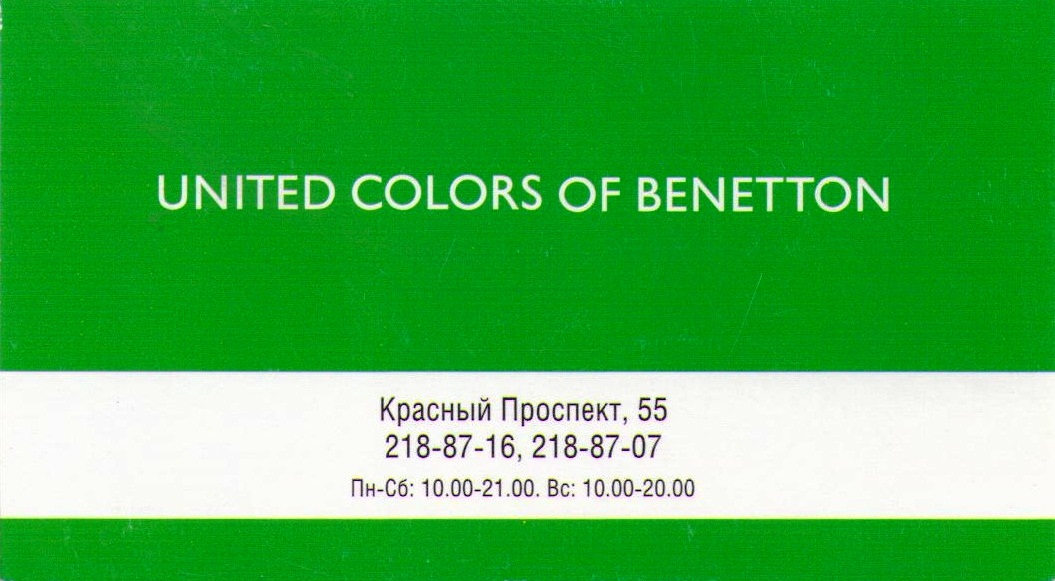 UNITED COLORS OF BENETTON
Красный Проспект, 55
218-87-16, 218-87-07
Пн-Сб: 10.00-21.00. Вс: 10.00-20.00